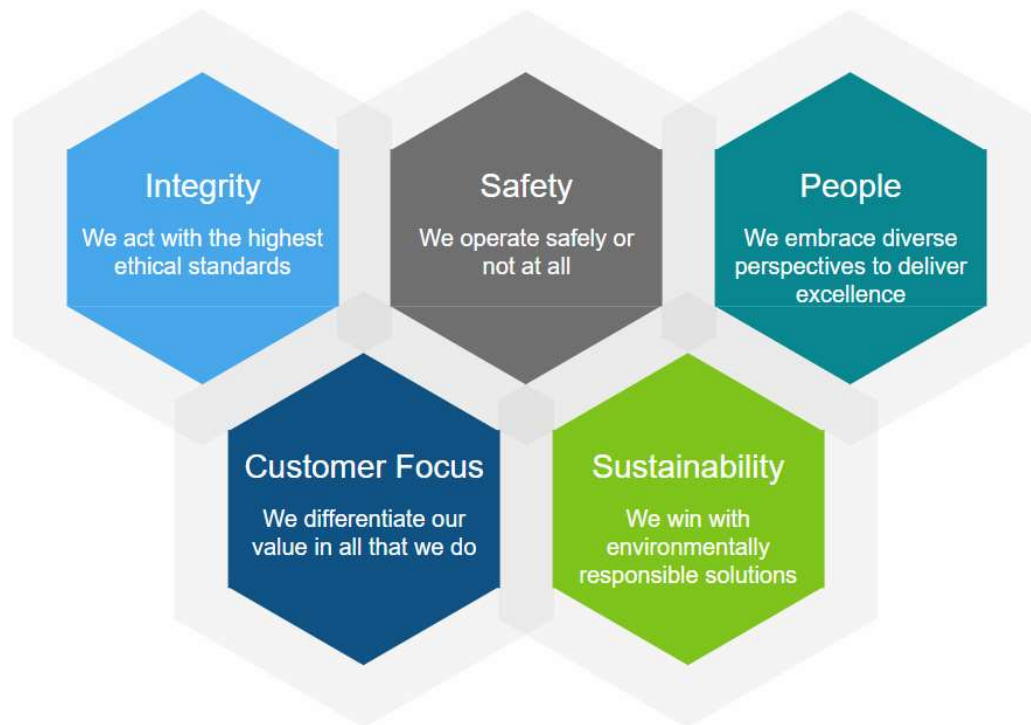 Integrity
We act with the highest
ethical standards
Safety
We operate safely or
not at all
People
We embrace diverse
perspectives to deliver
excellence
Customer Focus
We differentiate our
value in all that we do
Sustainability
We win with
environmentally
responsible solutions